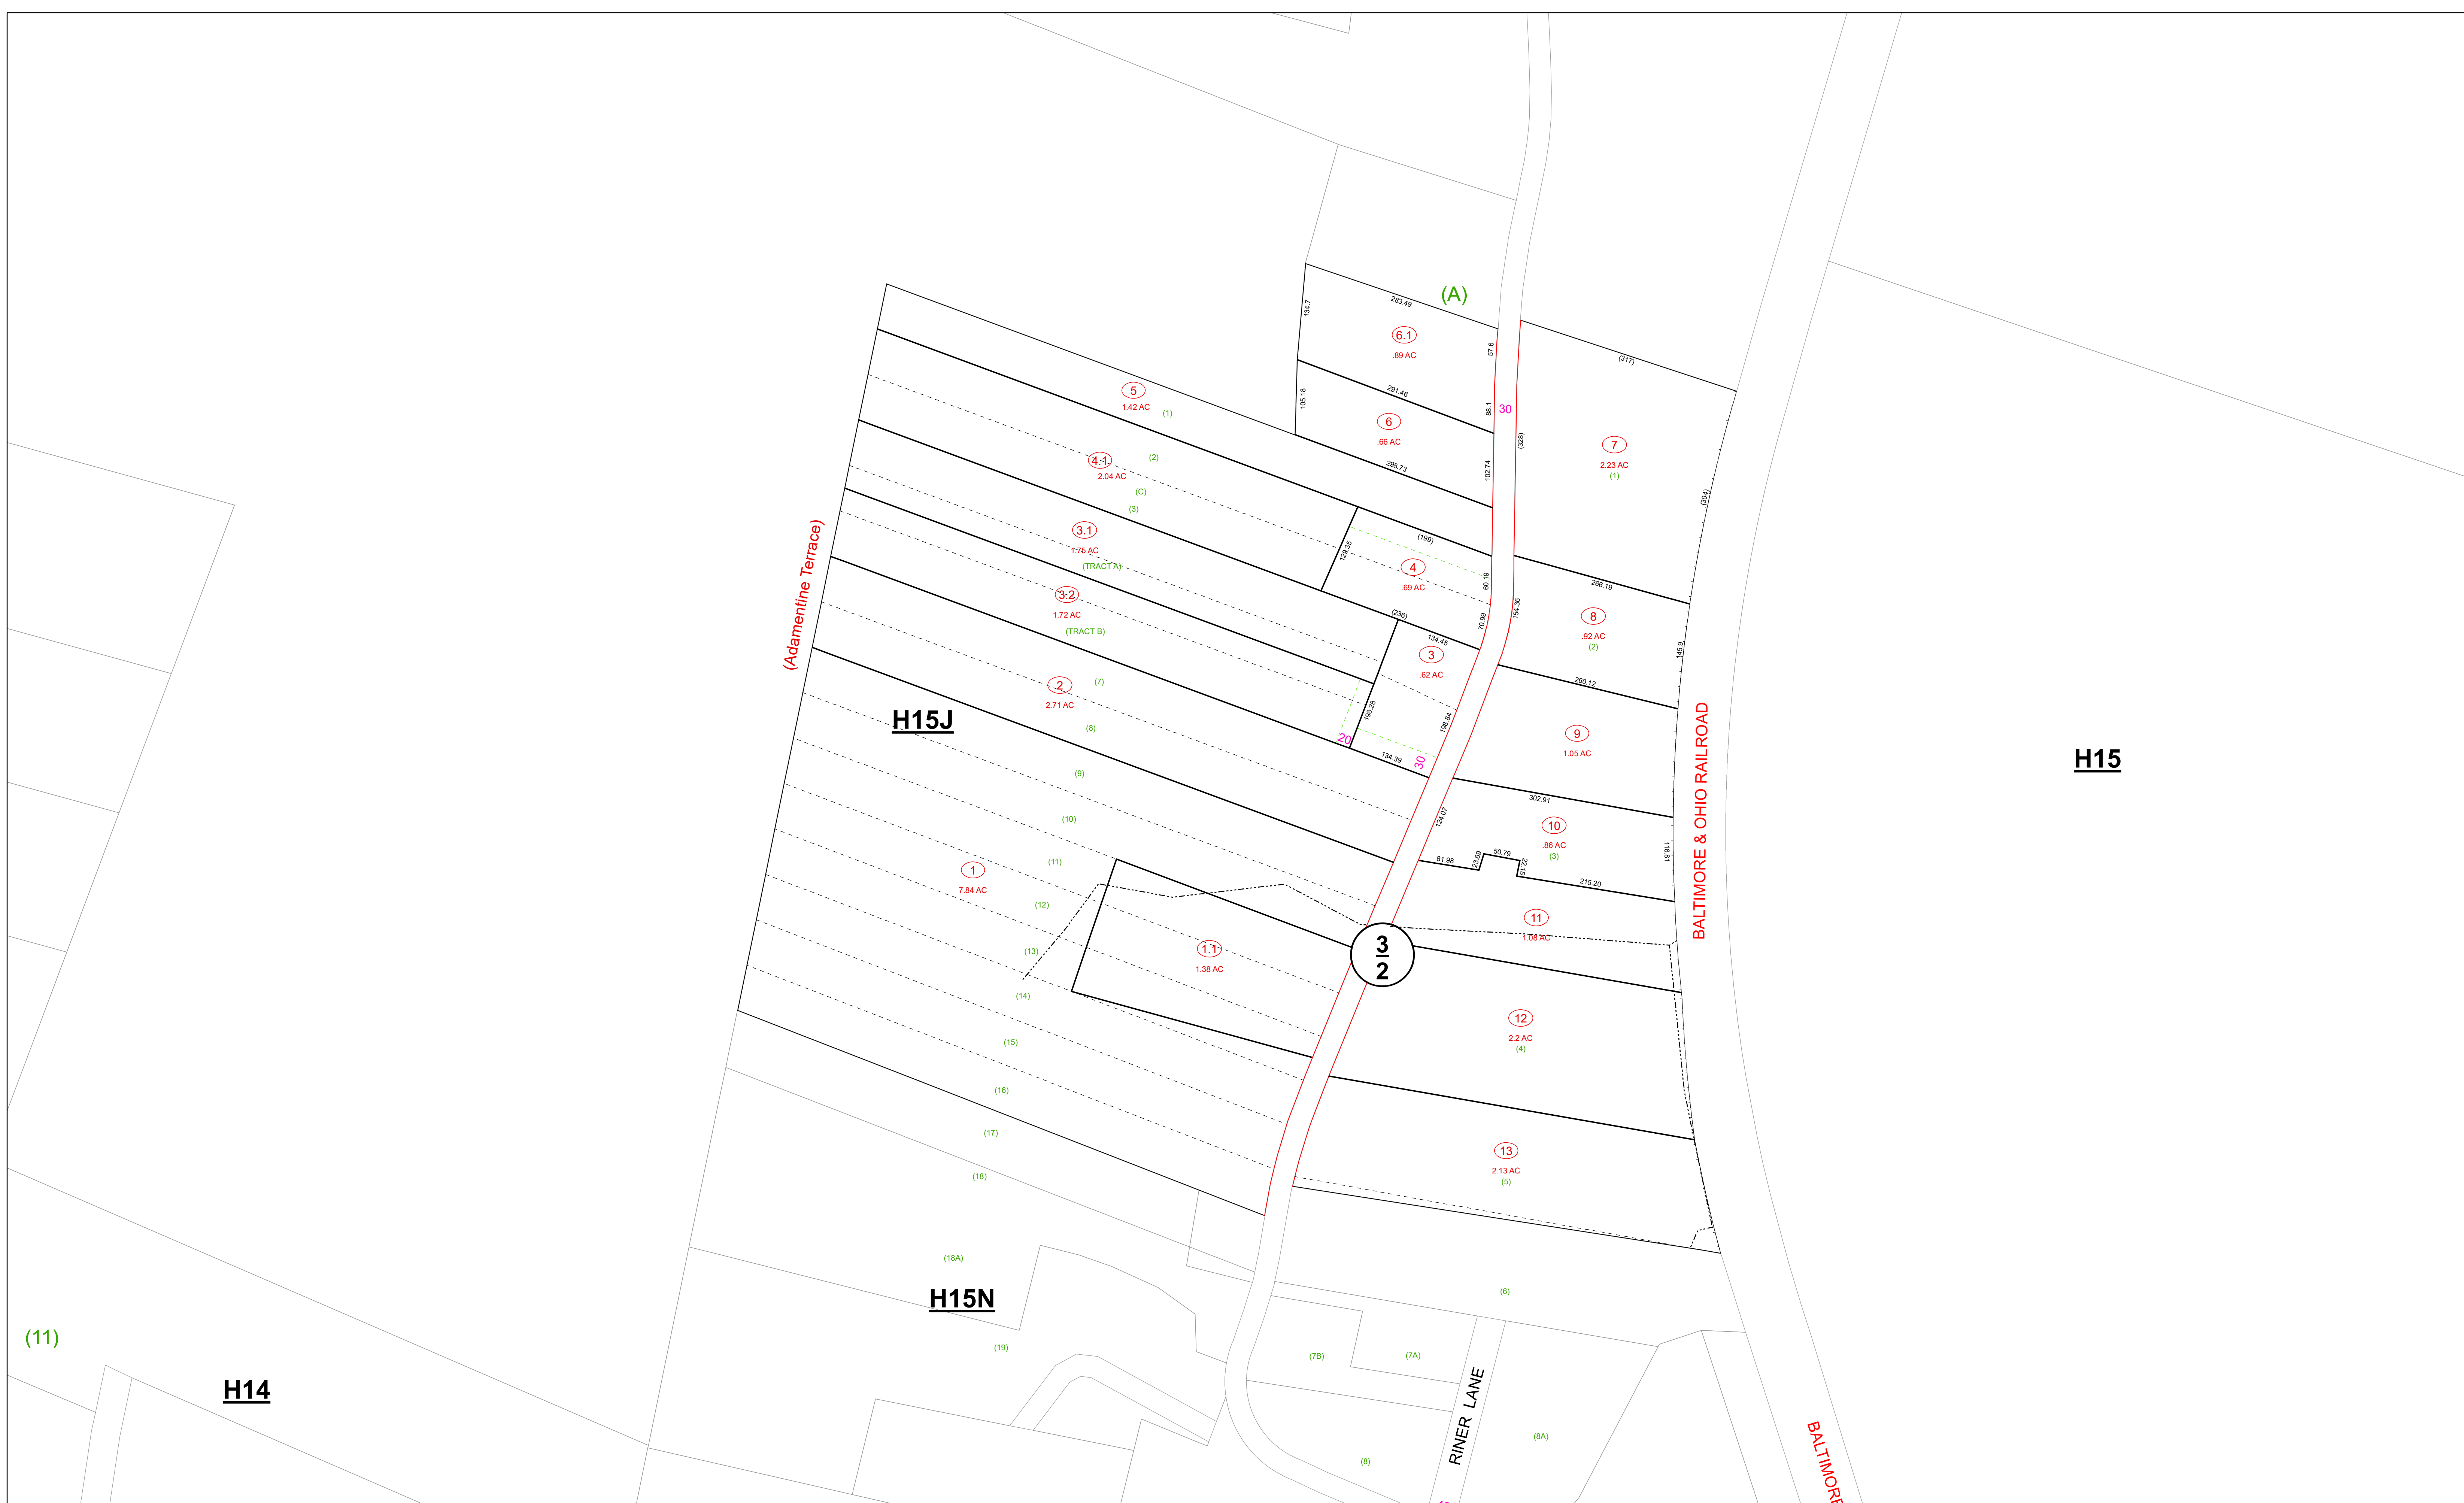 (A)
283.49
134.7
6.1
.89 AC
57.6
(317)
291.46
105.18
88.1
30
5
1.42 AC
(1)
6
.66 AC
(328)
7
2.23 AC
(1)
4.1
2.04 AC
(2)
295.73
102.74
(C)
(3)
(304)
3.1
1.75 AC
(TRACT A)
(199)
129.35
4
.69 AC
60.19
266.19
(Adamentine Terrace)
3.2
1.72 AC
(TRACT B)
(236)
134.45
70.99
154.36
8
.92 AC
(2)
145.9
3
.62 AC
2
2.71 AC
(7)
260.12
H15J
(8)
198.28
198.84
20
134.39
30
9
1.05 AC
BALTIMORE & OHIO RAILROAD
H15
(9)
302.91
(10)
124.07
10
.86 AC
(3)
116.81
(11)
81.98
23.69
50.79
22.15
215.20
1
7.84 AC
(12)
11
1.08 AC
(13)
1.1
1.38 AC
3
2
(14)
12
2.2 AC
(4)
(15)
(16)
(17)
13
2.13 AC
(5)
(18)
(18A)
H15N
(6)
(11)
(19)
(7B)
(7A)
H14
RINER LANE
(8)
(8A)
BALTIMORE